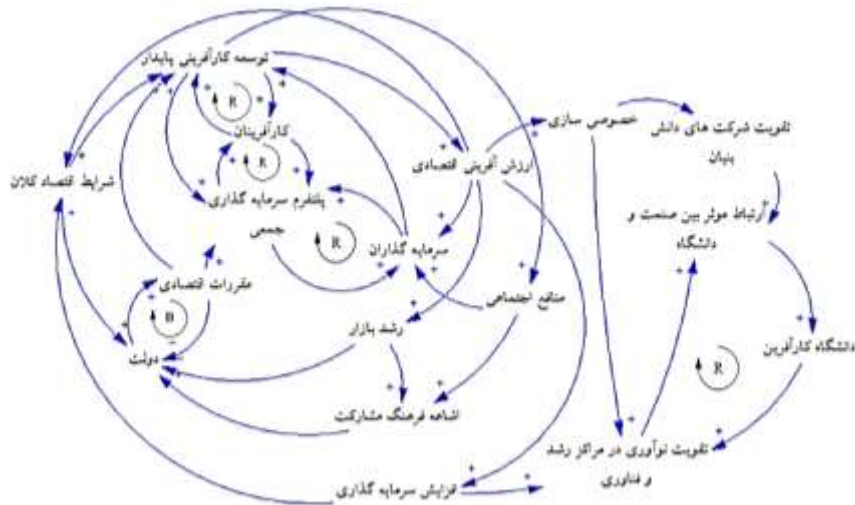 توسعه کارآفرینی پایدار
R
کارآفرینان
R
شرایط اقتصاد کلان
پلتفرم سرمایه گذاری
جمعی
R
سرمایه گذاران
ارزش آفرینی اقتصادی
خصوصی سازی
تقویت شرکت های دانش
بنیان
ارتباط موثر بین صنعت و
دانشگاه
مقررات اقتصادی
B
دولت
منافع اجتماعی
رشد بازار
اشاعه فرهنگ مشارکت
دانشگاه کارآفرین
R
تقویت نوآوری در مراکز رشد
و فناوری
افزایش سرمایه گذاری